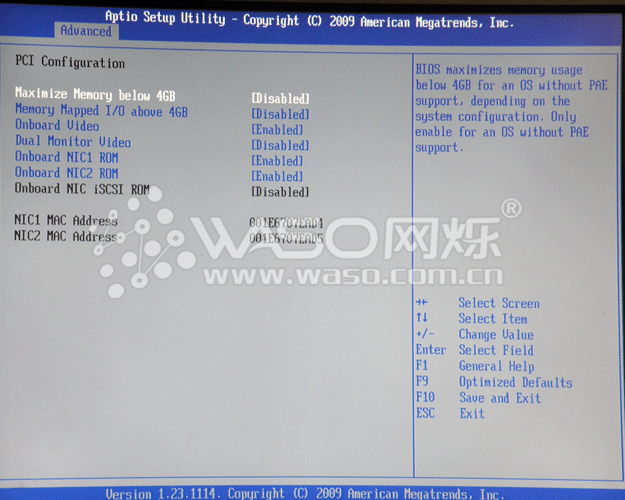 Aptio Setup Utility - Copyright (C) 2009 American Megatrends, Inc.
Advanced
PCI Configuration
Maximize Memory below 4GB [Disabled]
Memory Mapped I/O above 4GB [Disabled]
Onboard Video [Enabled]
Dual Monitor Video [Disabled]
Onboard NIC1 ROM [Enabled]
Onboard NIC2 ROM [Enabled]
Onboard NIC iSCSI ROM [Disabled]
NIC1 MAC Address 001E6707EAD4
NIC2 MAC Address 001E6707EAD5
BIOS maximizes memory usage
below 4GB for an OS without PAE
support, depending on the
system configuration. Only
enable for an OS without PAE
support.
WASO网烁®
www.waso.com.cn
→← Select Screen
↑↓ Select Item
+/- Change Value
Enter Select Field
F1 General Help
F9 Optimized Defaults
F10 Save and Exit
ESC Exit
Version 1.23.1114. Copyright (C) 2009 American Megatrends, Inc.